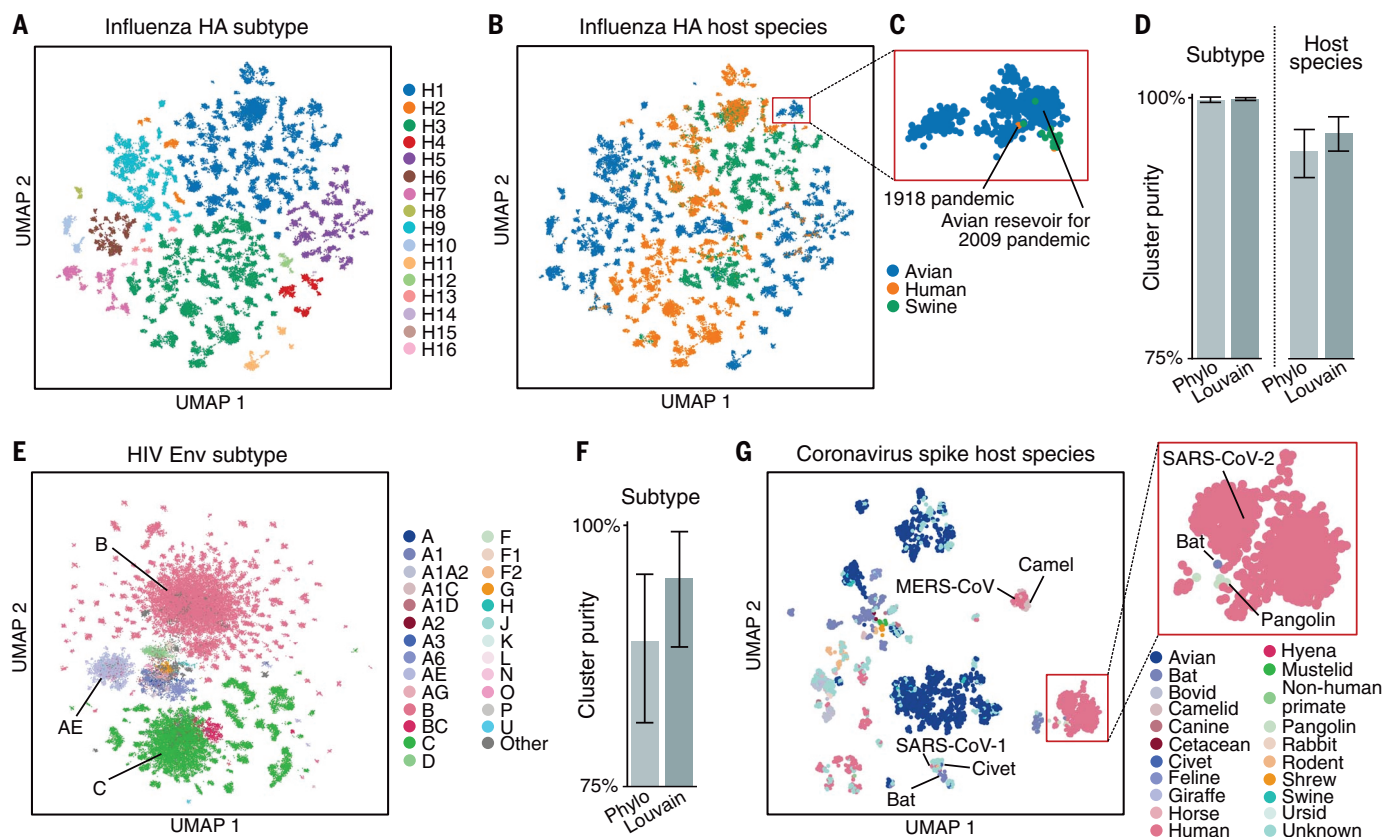 A
Influenza HA subtype
UMAP 2
UMAP 1
H1
H2
H3
H4
H5
H6
H7
H8
H9
H10
H11
H12
H13
H14
H15
H16
B
Influenza HA host species
UMAP 2
UMAP 1
C
1918 pandemic
Avian resevoir for
2009 pandemic
Avian
Human
Swine
D
Subtype
Host
species
100%
Cluster purity
75%
Phylo
Louvain
Phylo
Louvain
E
HIV Env subtype
B
AE
C
UMAP 2
UMAP 1
A
A1
A1A2
A1C
A1D
A2
A3
A6
AE
AG
B
BC
C
D
F
F1
F2
G
H
J
K
L
N
O
P
U
Other
F
Subtype
100%
Cluster purity
75%
Phylo
Louvain
G
Coronavirus spike host species
UMAP 2
UMAP 1
MERS-CoV
Camel
SARS-CoV-1
Civet
Bat
SARS-CoV-2
Bat
Pangolin
Avian
Bat
Bovid
Camelid
Canine
Cetacean
Civet
Feline
Giraffe
Horse
Human
Hyena
Mustelid
Non-human
primate
Pangolin
Rabbit
Rodent
Shrew
Swine
Ursid
Unknown